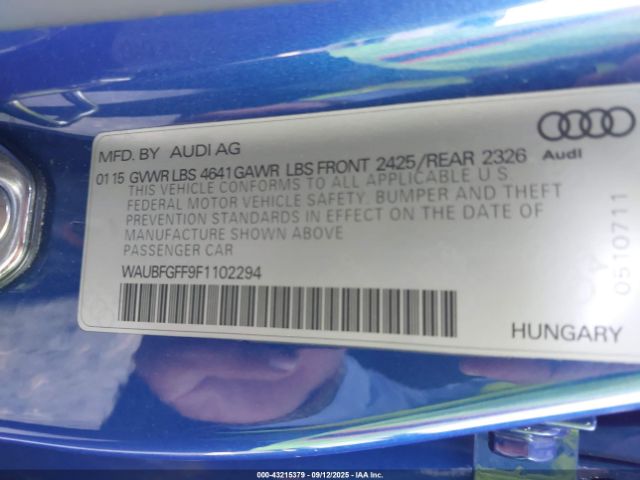 MFD. BY AUDI AG
01 15 GVWR LBS 4641 GAWR LBS FRONT 2425/REAR 2326
THIS VEHICLE CONFORMS TO ALL APPLICABLE U S
FEDERAL MOTOR VEHICLE SAFETY. BUMPER AND THEFT
PREVENTION STANDARDS IN EFFECT ON THE DATE OF
MANUFACTURE SHOWN ABOVE
PASSENGER CAR
WAUBFGFF9F1102294
Audi
0510711
HUNGARY
000-43215379 - 09/12/2025 - IAAI.COM